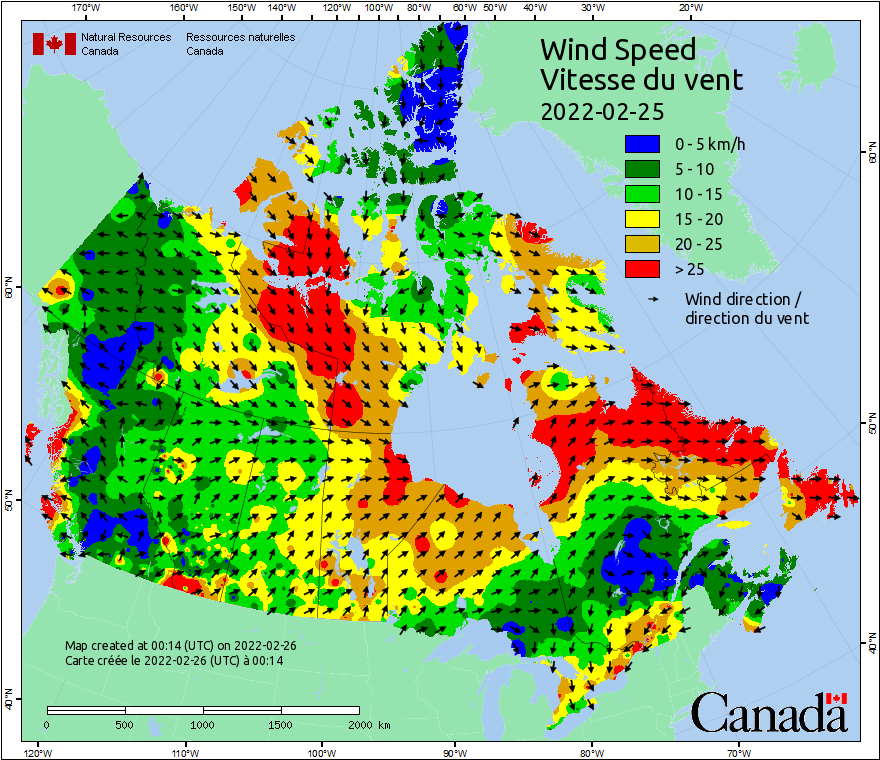 170°W 160°W 150°W 140°W 120°W 100°W 80°W 60°W 50°W 40°W 30°W 20°W
Natural Resources Canada
Ressources naturelles Canada
Wind Speed
Vitesse du vent
2022-02-25
0 - 5 km/h
5 - 10
10 - 15
15 - 20
20 - 25
> 25
Wind direction /
direction du vent
60°N
50°N
40°N
60°N
50°N
40°N
Map created at 00:14 (UTC) on 2022-02-26
Carte créée le 2022-02-26 (UTC) à 00:14
0 500 1000 1500 2000 km
Canada
120°W 110°W 100°W 90°W 80°W 70°W